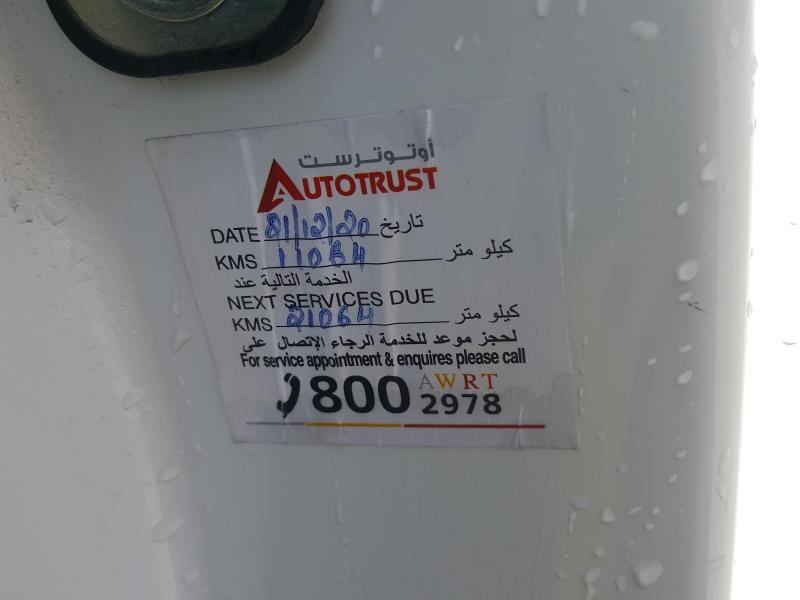 أوتوترست
AUTOTRUST
DATE 31/12/20 تاريخ
KMS 11064 كيلو متر
الخدمة التالية عند
NEXT SERVICES DUE
KMS 21064 كيلو متر
لحجز موعد للخدمة الرجاء الإتصال على
For service appointment & enquires please call
800 AWRT
2978